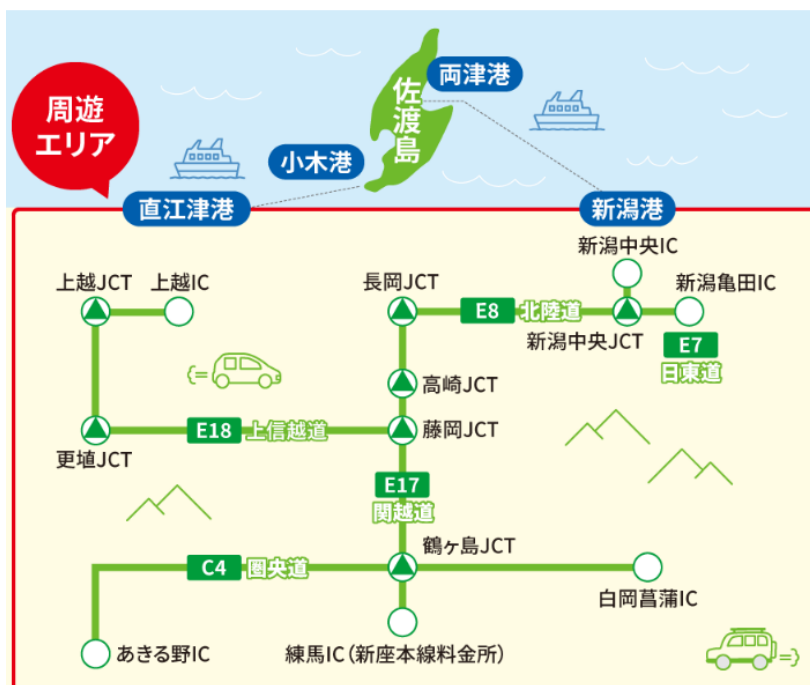 周遊
エリア
両津港
佐渡島
小木港
直江津港
新潟港
新潟中央IC
上越JCT
上越IC
長岡JCT
新潟亀田IC
E8 北陸道
新潟中央JCT
E7
日東道
高崎JCT
E18 上信越道
藤岡JCT
更埴JCT
E17
関越道
鶴ヶ島JCT
C4 圏央道
白岡菖蒲IC
あきる野IC
練馬IC（新座本線料金所）